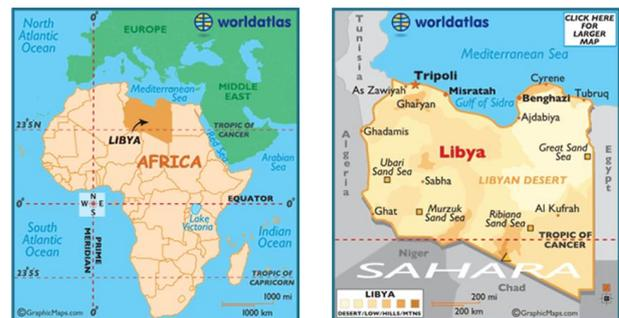 North
Atlantic
Ocean
0°
worldatlas
EUROPE
Mediterranean
Sea
MIDDLE
EAST
23°5N
TROPIC OF
CANCER
LIBYA
Red Sea
AFRICA
Arabian
Sea
EQUATOR
0°
N
W E
S
0°
Lake
Victoria
South
Atlantic
Ocean
PRIME
MERIDIAN
Indian
Ocean
23°5S
TROPIC OF
CAPRICORN
1000 mi
1000 km
©GraphicMaps.com
0°
worldatlas
CLICK HERE
FOR
LARGER
MAP
Tunisia
Mediterranean Sea
Tripoli
Cyrene
As Zawiyah
Misratah
Tubruq
Gharyan
Gulf of Sidra
Benghazi
Ajdabiya
Ghadamis
Algeria
Libya
Great Sand
Sea
Egypt
Ubari
Sand Sea
LIBYAN DESERT
Sabha
Ghat
Murzuk
Sand Sea
Ribiana
Sand Sea
Al Kufrah
TROPIC OF
CANCER
Niger
SAHARA
Chad
LIBYA
DESERT/LOW/HILLS/MTNS
200 mi
200 km
©GraphicMaps.com